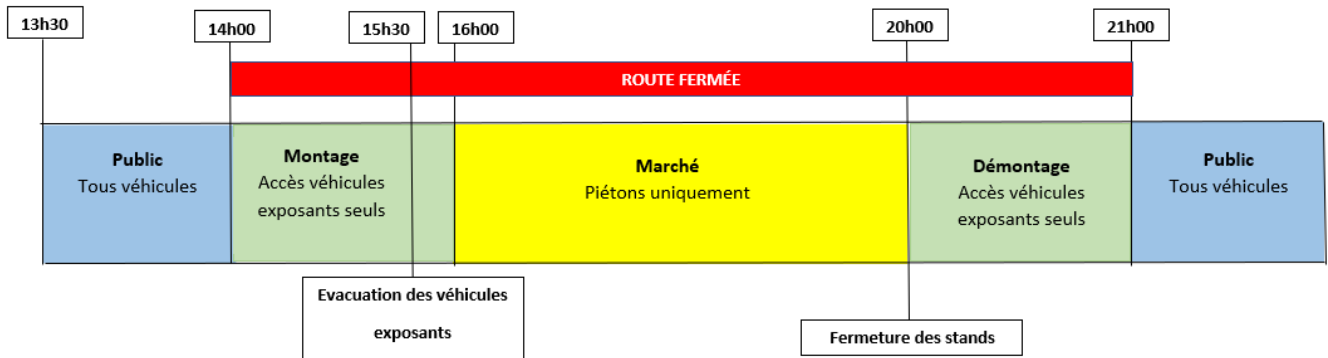 13h30
14h00
15h30
16h00
20h00
21h00
ROUTE FERMÉE
Public
Tous véhicules
Montage
Accès véhicules
exposants seuls
Marché
Piétons uniquement
Démontage
Accès véhicules
exposants seuls
Public
Tous véhicules
Evacuation des véhicules
exposants
Fermeture des stands